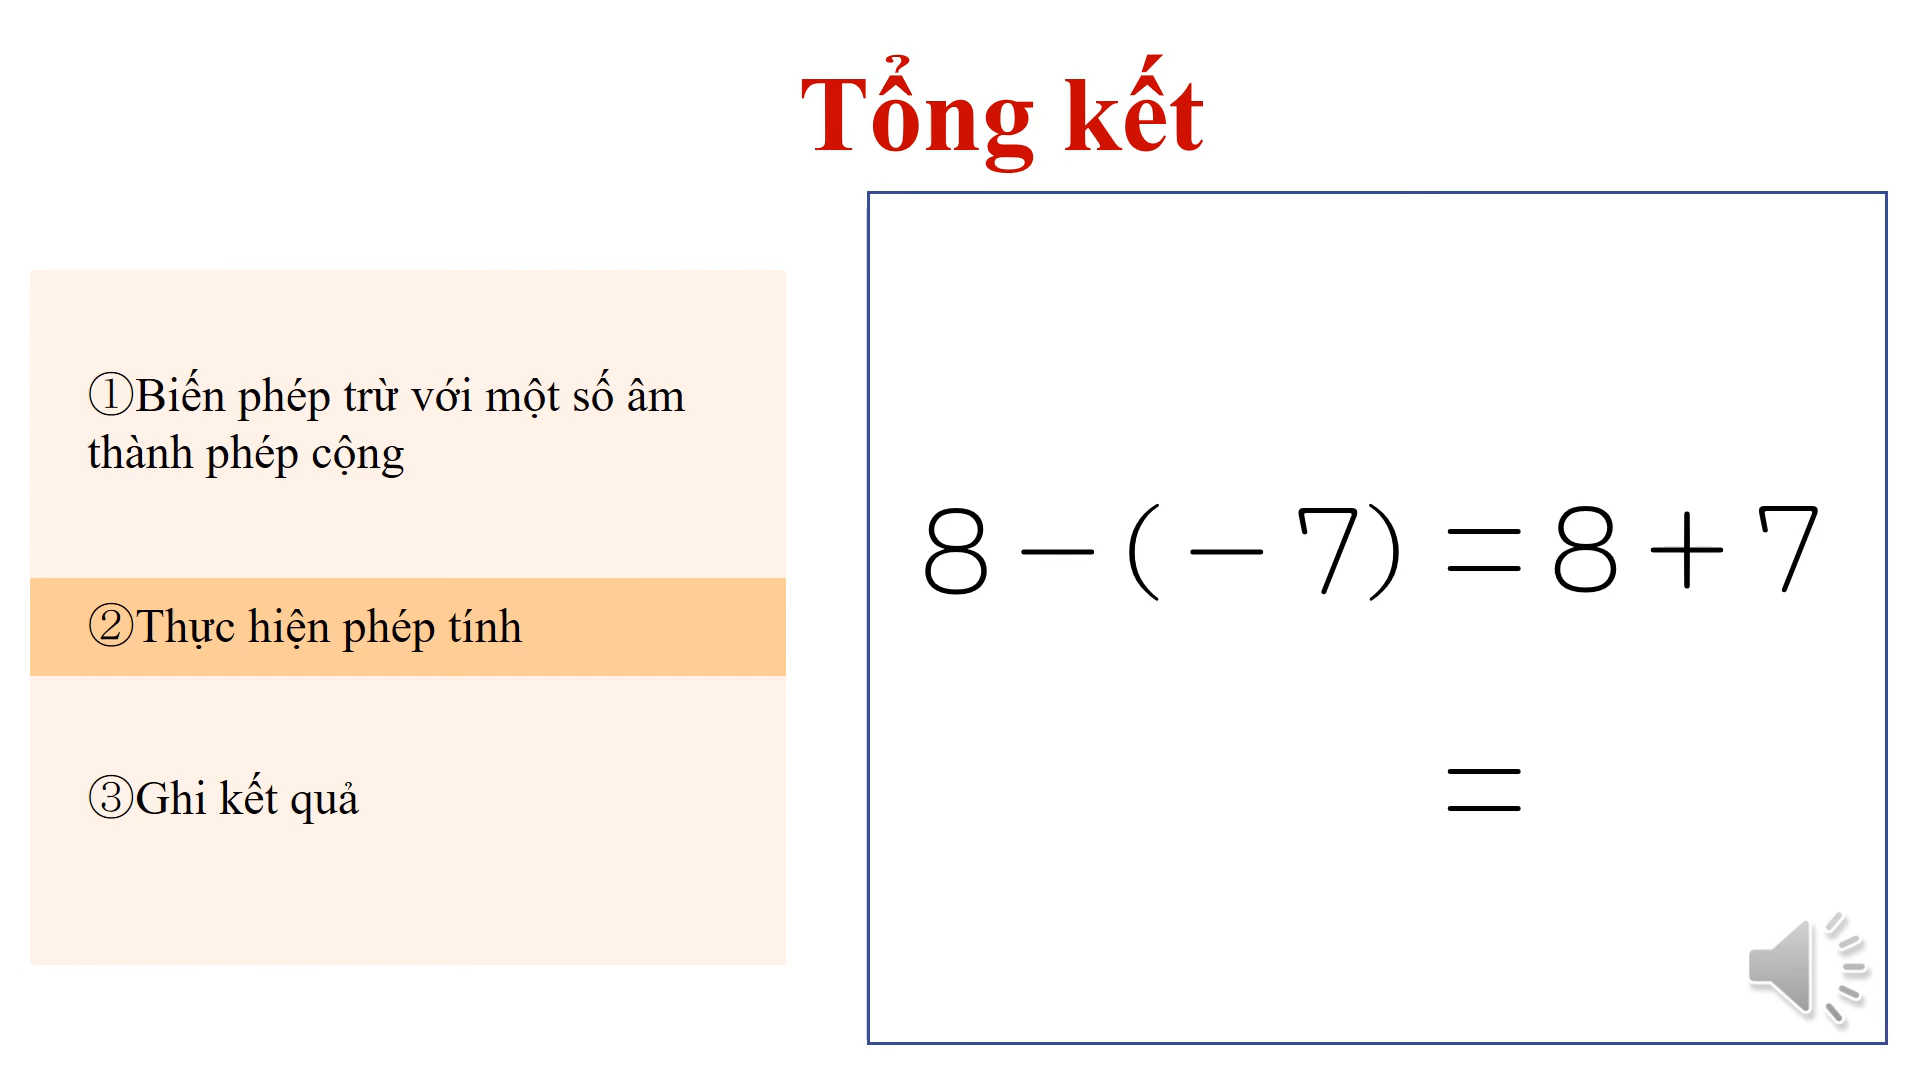 Tổng kết
①Biến phép trừ với một số âm
thành phép cộng
②Thực hiện phép tính
③Ghi kết quả
8－(－7)＝8＋7
＝